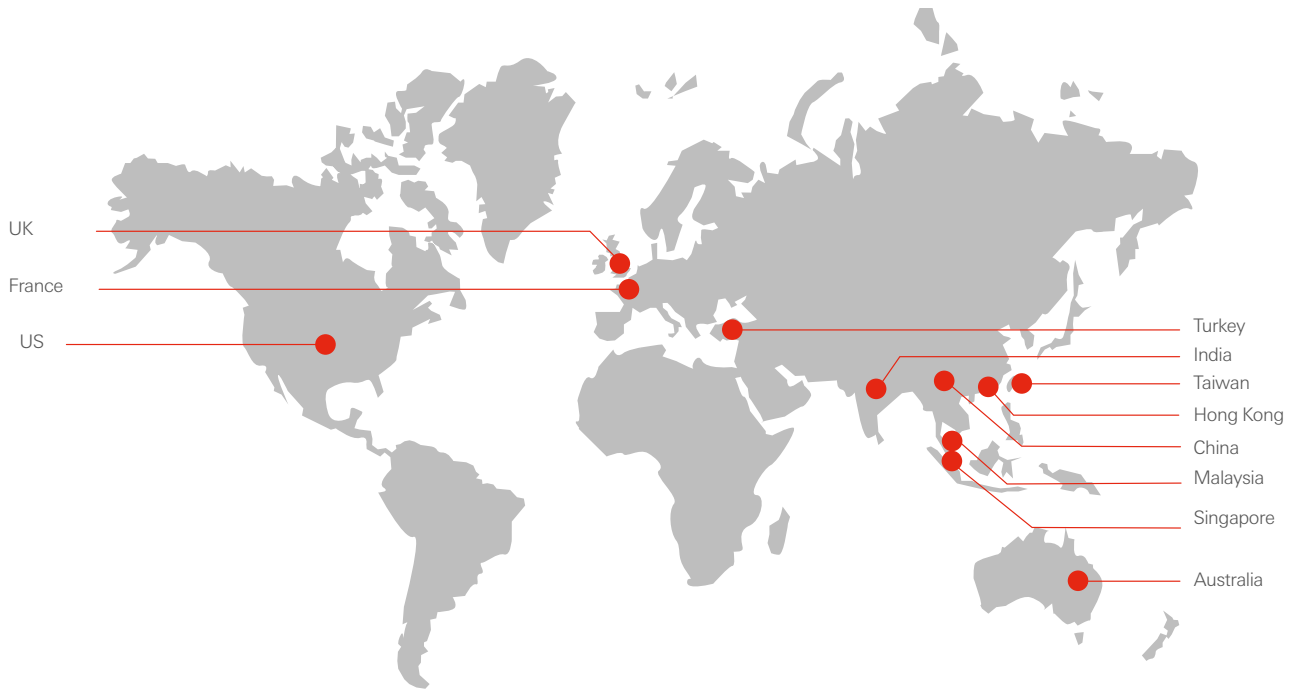 UK
France
US
Turkey
India
Taiwan
Hong Kong
China
Malaysia
Singapore
Australia